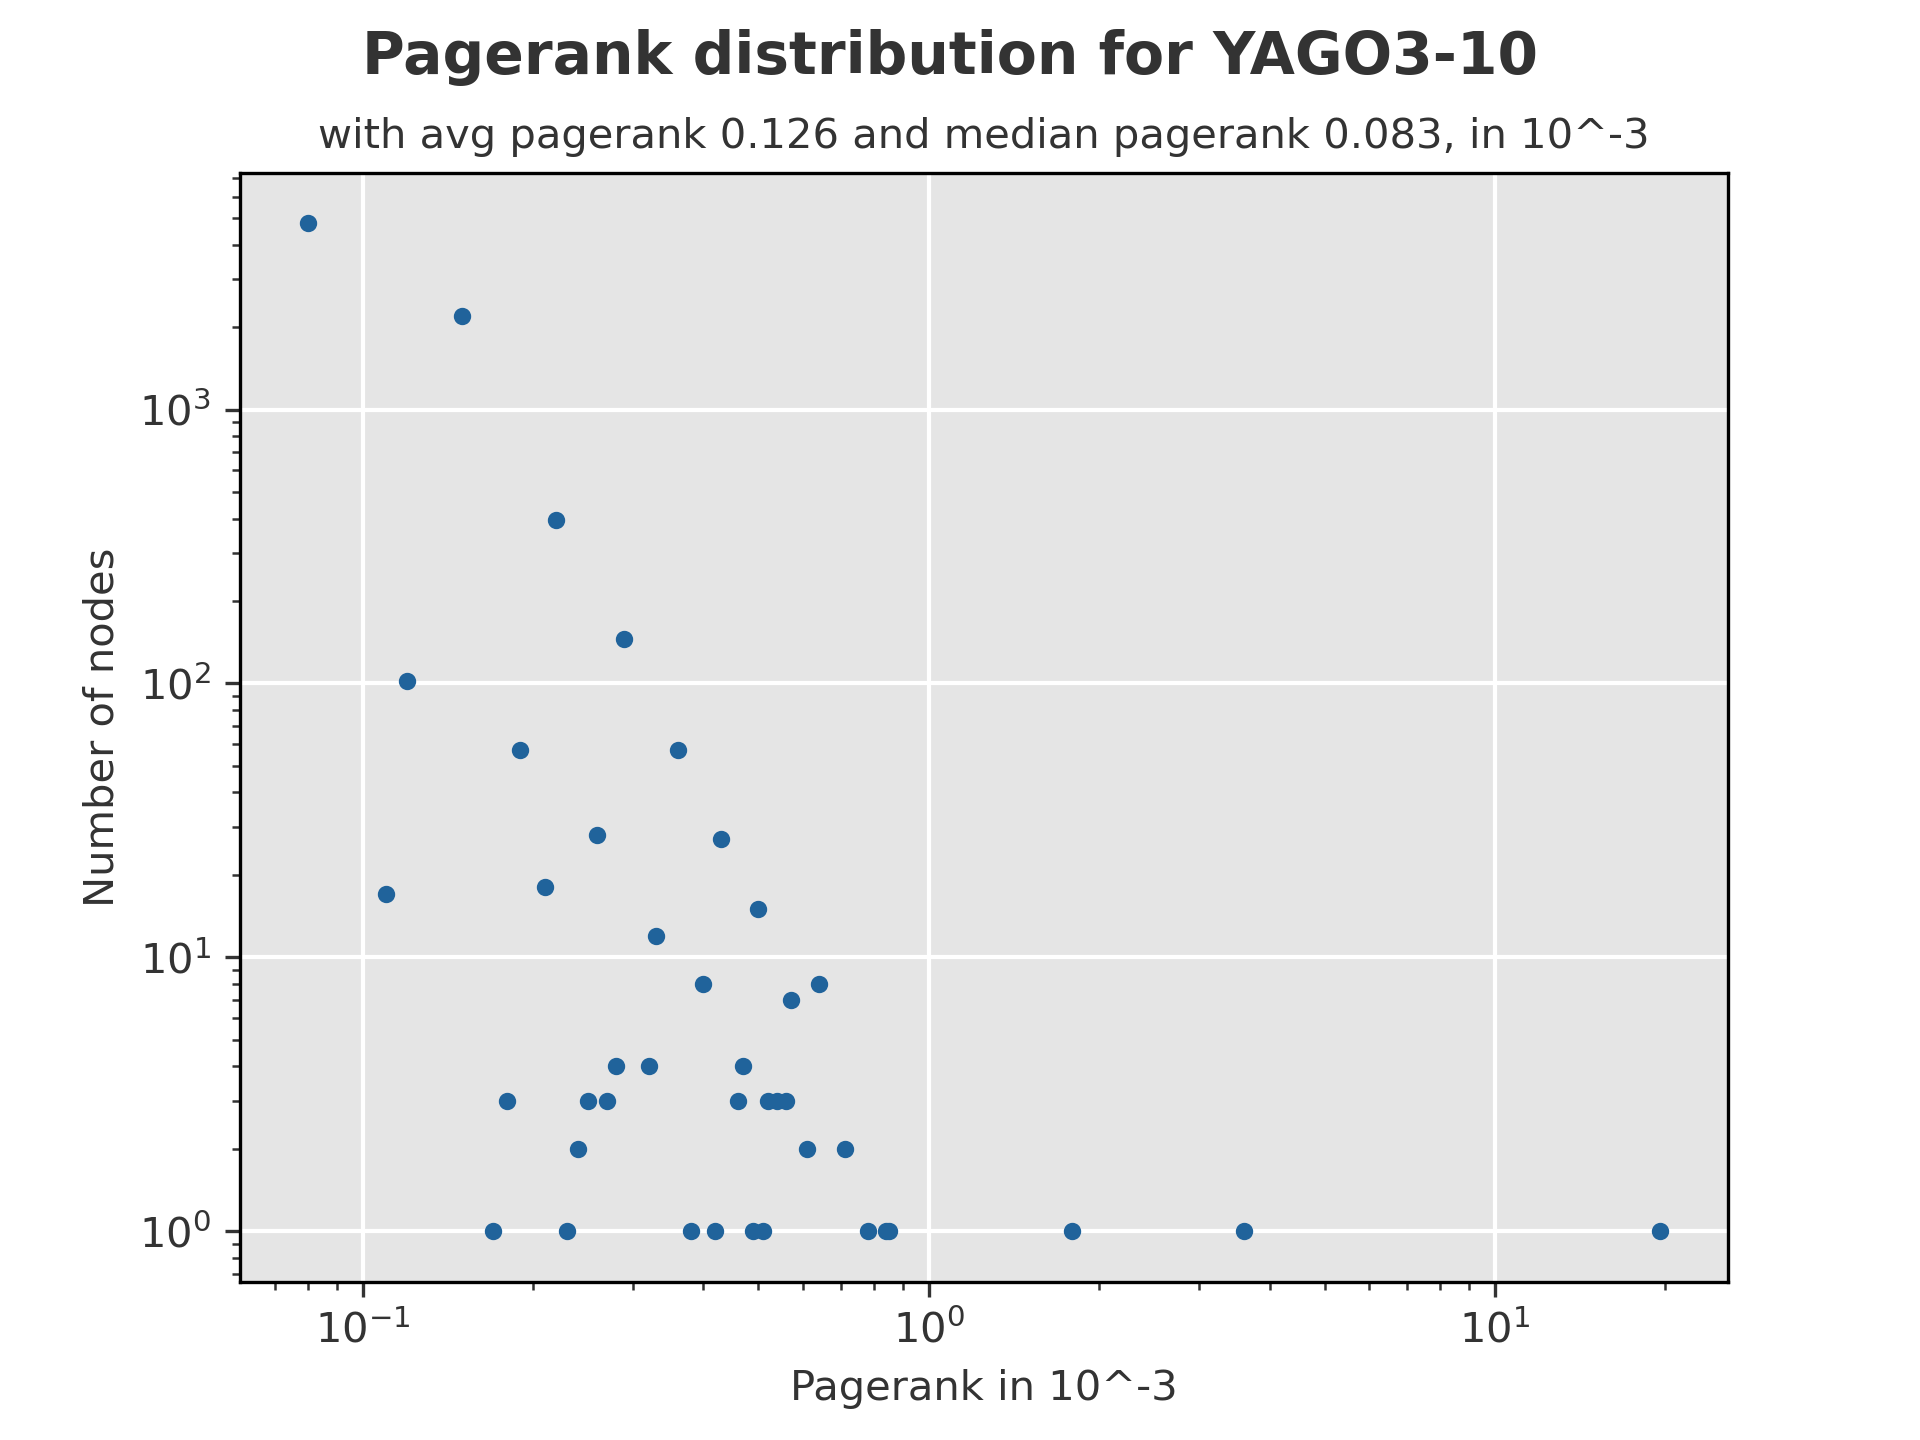 Pagerank distribution for YAGO3-10
with avg pagerank 0.126 and median pagerank 0.083, in 10^-3
Number of nodes
10³
10²
10¹
10⁰
10⁻¹ 10⁰ 10¹
Pagerank in 10^-3